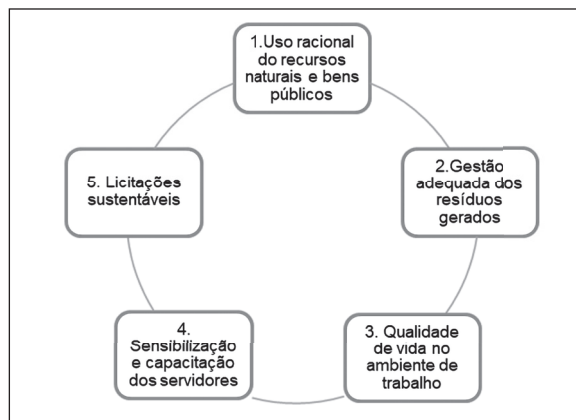 1.Uso racional
do recursos
naturais e bens
públicos
2.Gestão
adequada dos
resíduos
gerados
3. Qualidade
de vida no
ambiente de
trabalho
4.
Sensibilização
e capacitação
dos servidores
5. Licitações
sustentáveis